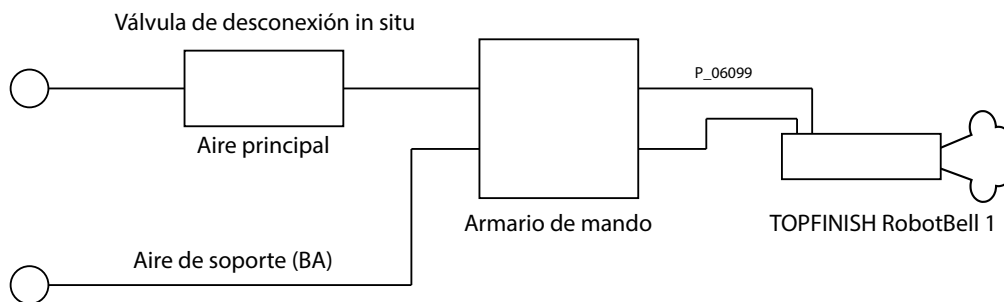 Válvula de desconexión in situ
P_06099
Aire principal
Armario de mando
TOPFINISH RobotBell 1
Aire de soporte (BA)